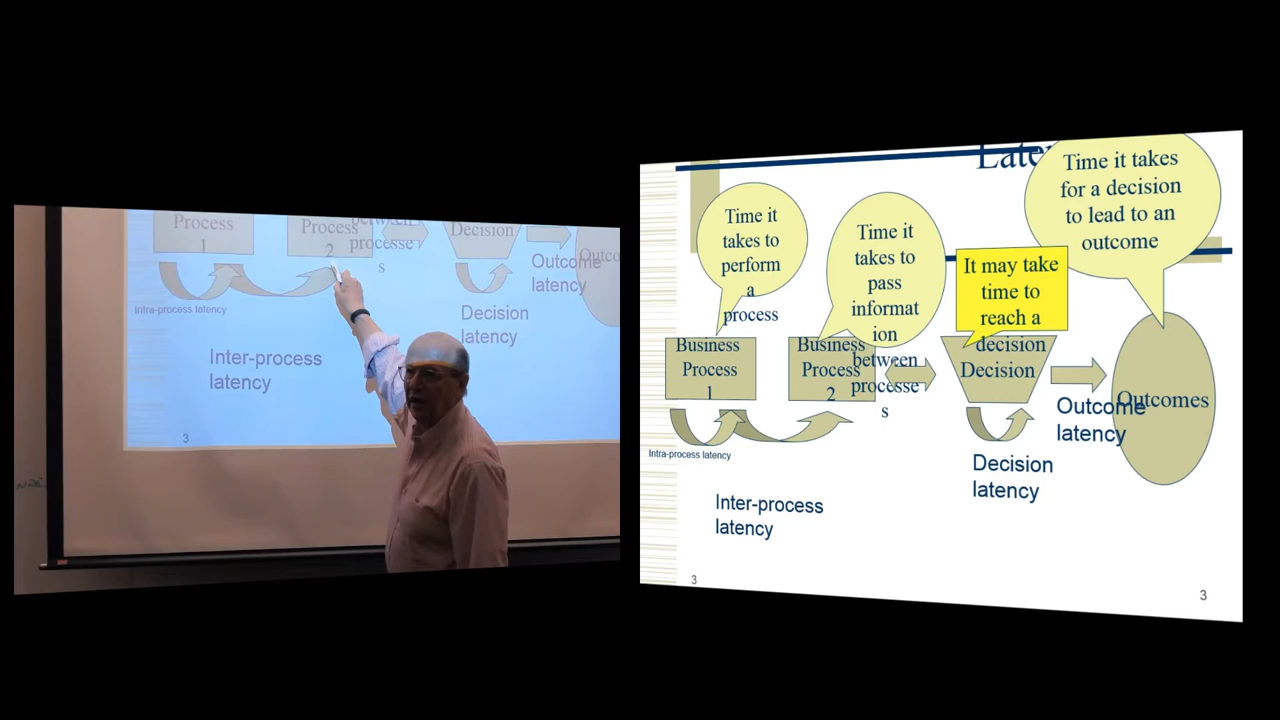 Process
1
Process
2
between
processe
s
Decision
Outcome
latency
Outco
Intra-process latency
Decision
latency
Inter-process
latency
3
Time it
takes to
perform
a
process
Time it
takes to
pass
informat
ion
between
processe
s
It may take
time to
reach a
decision
Time it takes
for a decision
to lead to an
outcome
Business
Process
1
Business
Process
2
Decision
Outcomes
Outcome
latency
Intra-process latency
Decision
latency
Inter-process
latency
3
3